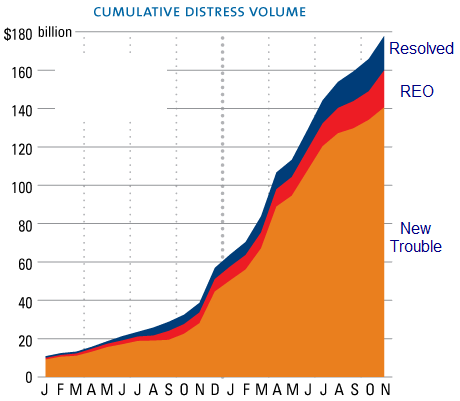 CUMULATIVE DISTRESS VOLUME
$180 billion
Resolved
160
REO
140
120
100
80
New
Trouble
60
40
20
0
J F M A M J J A S O N D J F M A M J J A S O N